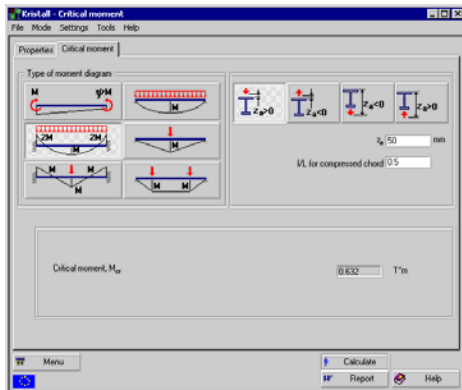 Kristall - Critical moment
File Mode Settings Tools Help
Properties Critical moment
Type of moment diagram
M ψM
M
2M 2M
M
M
M M
M
M M
Za>0
Za<0
Za<0
Za>0
za 50 mm
l/L for compressed chord 0.5
Critical moment, Mcr 0.632 T*m
Menu
Calculate
Report
Help